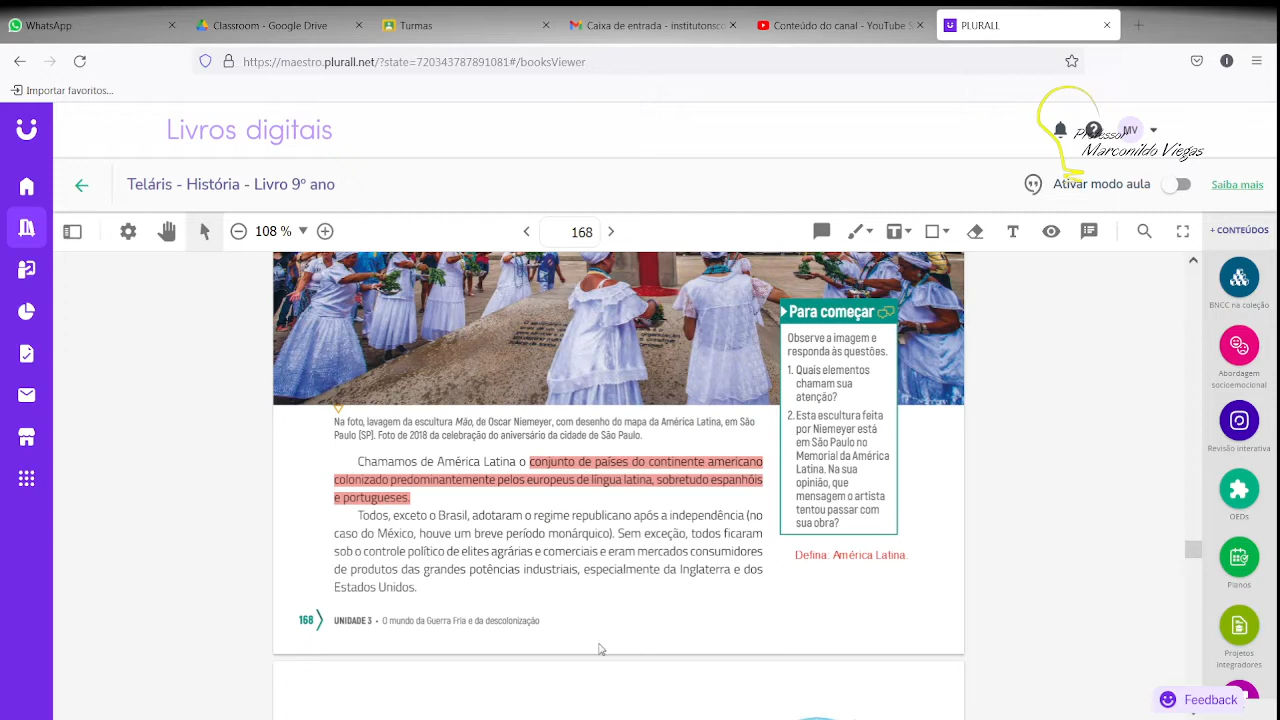 WhatsApp
Classroom - Google Drive
Turmas
Caixa de entrada - institutonsc
Conteúdo do canal - YouTube S
PLURALL
https://maestro.plurall.net/?state=720343787891081#/booksViewer
Importar favoritos...
Livros digitais
MV
Professor
Marconildo Viegas
Teláris - História - Livro 9º ano
Ativar modo aula
Saiba mais
108 %
168
+ CONTEÚDOS
BNCC na coleção
Abordagem
socioemocional
Revisão interativa
OEDs
Planos
Projetos
Integradores
Para começar
Observe a imagem e
responda às questões.
1. Quais elementos
chamam sua
atenção?
2. Esta escultura feita
por Niemeyer está
em São Paulo no
Memorial da América
Latina. Na sua
opinião, que
mensagem o artista
tentou passar com
sua obra?
Defina: América Latina.
Na foto, lavagem da escultura Mão, de Oscar Niemeyer, com desenho do mapa da América Latina, em São
Paulo (SP). Foto de 2018 da celebração do aniversário da cidade de São Paulo.
Chamamos de América Latina o conjunto de países do continente americano
colonizado predominantemente pelos europeus de língua latina, sobretudo espanhóis
e portugueses.
Todos, exceto o Brasil, adotaram o regime republicano após a independência (no
caso do México, houve um breve período monárquico). Sem exceção, todos ficaram
sob o controle político de elites agrárias e comerciais e eram mercados consumidores
de produtos das grandes potências industriais, especialmente da Inglaterra e dos
Estados Unidos.
168 UNIDADE 3 • O mundo da Guerra Fria e da descolonização
Feedback